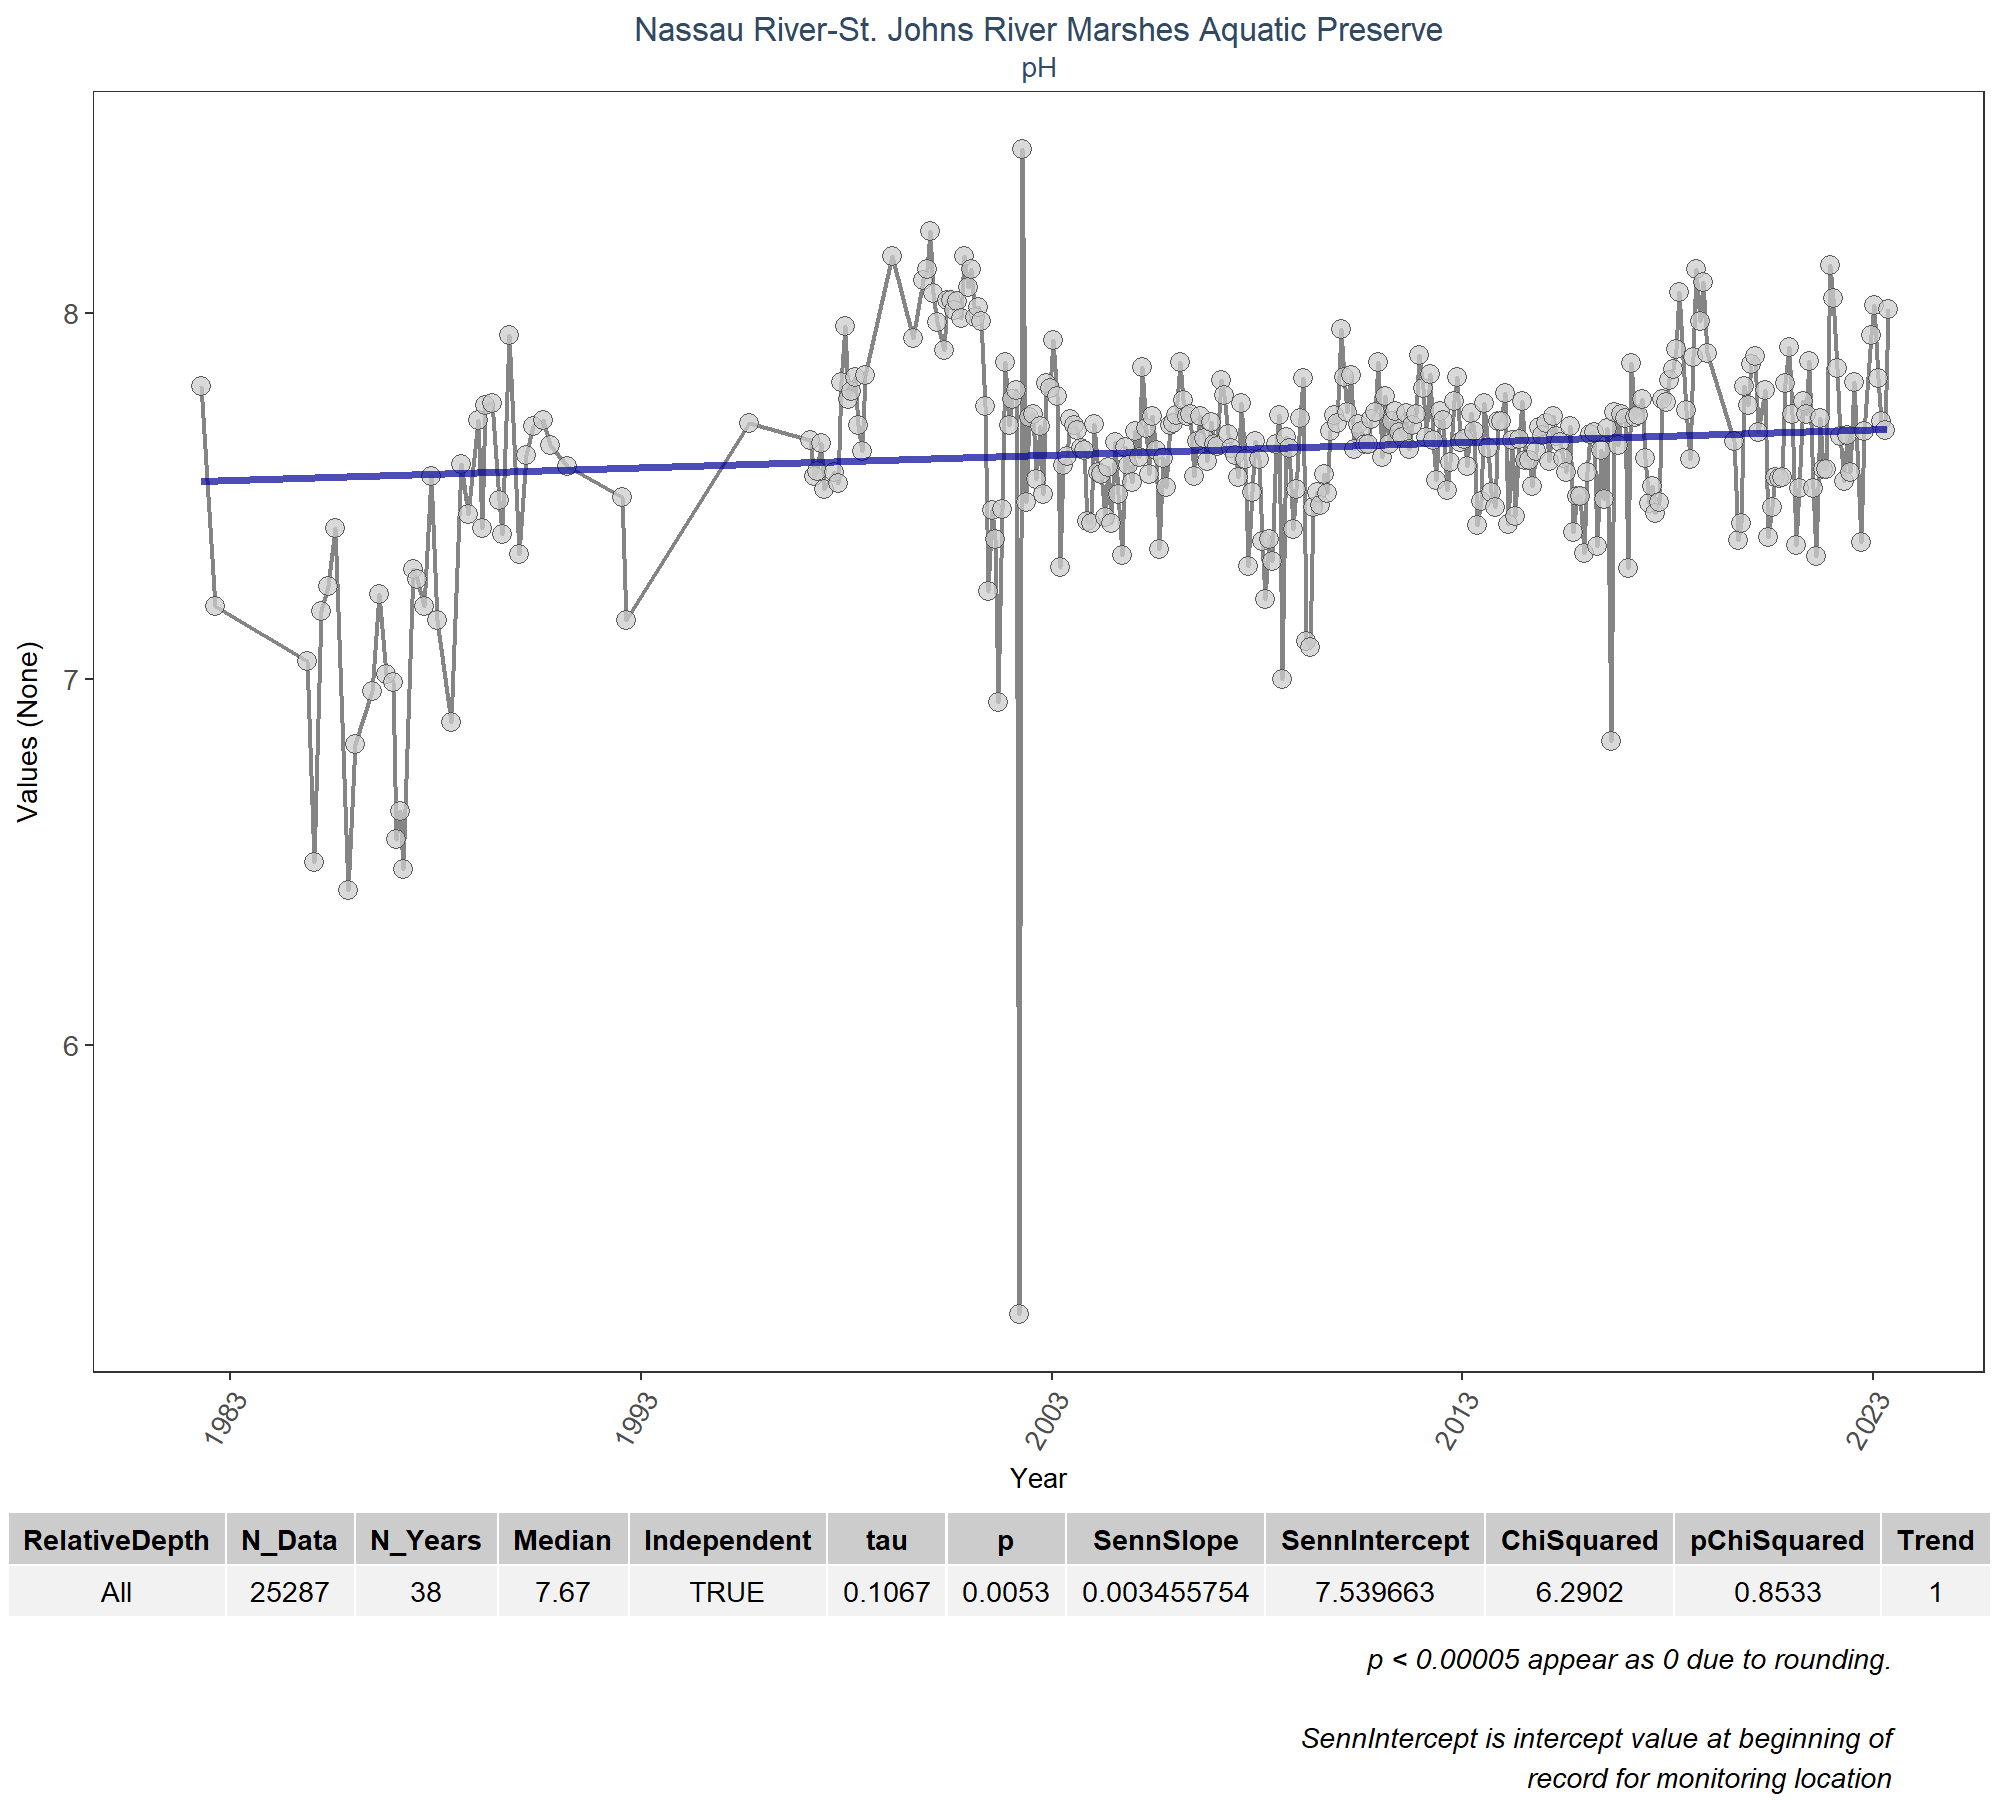 Nassau River-St. Johns River Marshes Aquatic Preserve
pH
8
7
6
Values (None)
1983 1993 2003 2013 2023
Year
RelativeDepth N_Data N_Years Median Independent tau p SennSlope SennIntercept ChiSquared pChiSquared Trend
All 25287 38 7.67 TRUE 0.1067 0.0053 0.003455754 7.539663 6.2902 0.8533 1
p < 0.00005 appear as 0 due to rounding.
SennIntercept is intercept value at beginning of
record for monitoring location